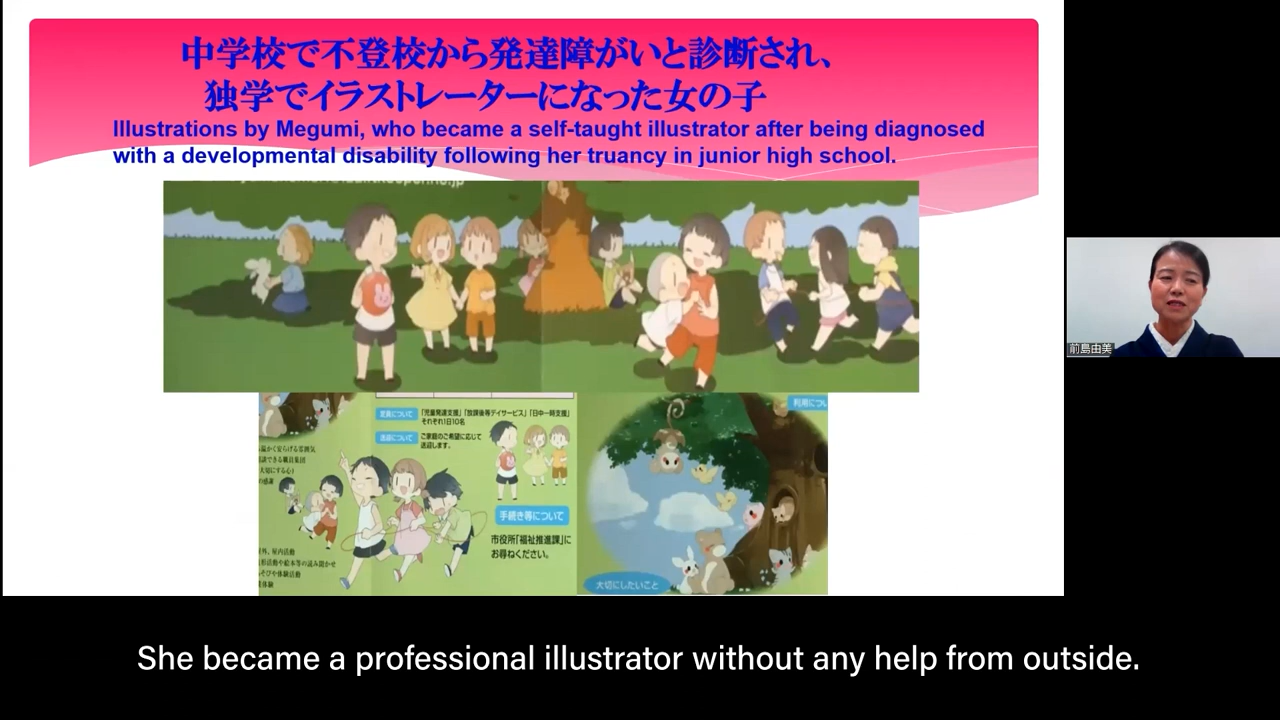 中学校で不登校から発達障がいと診断され、
独学でイラストレーターになった女の子
Illustrations by Megumi, who became a self-taught illustrator after being diagnosed
with a developmental disability following her truancy in junior high school.
前島由美
「児童発達支援」「放課後等デイサービス」「日中一時支援」
それぞれ1日10名
送迎について
ご家庭のご希望に応じて
送迎します。
利用につい
手続き等について
市役所「福祉推進課」に
お尋ねください。
大切にしたいこと
She became a professional illustrator without any help from outside.